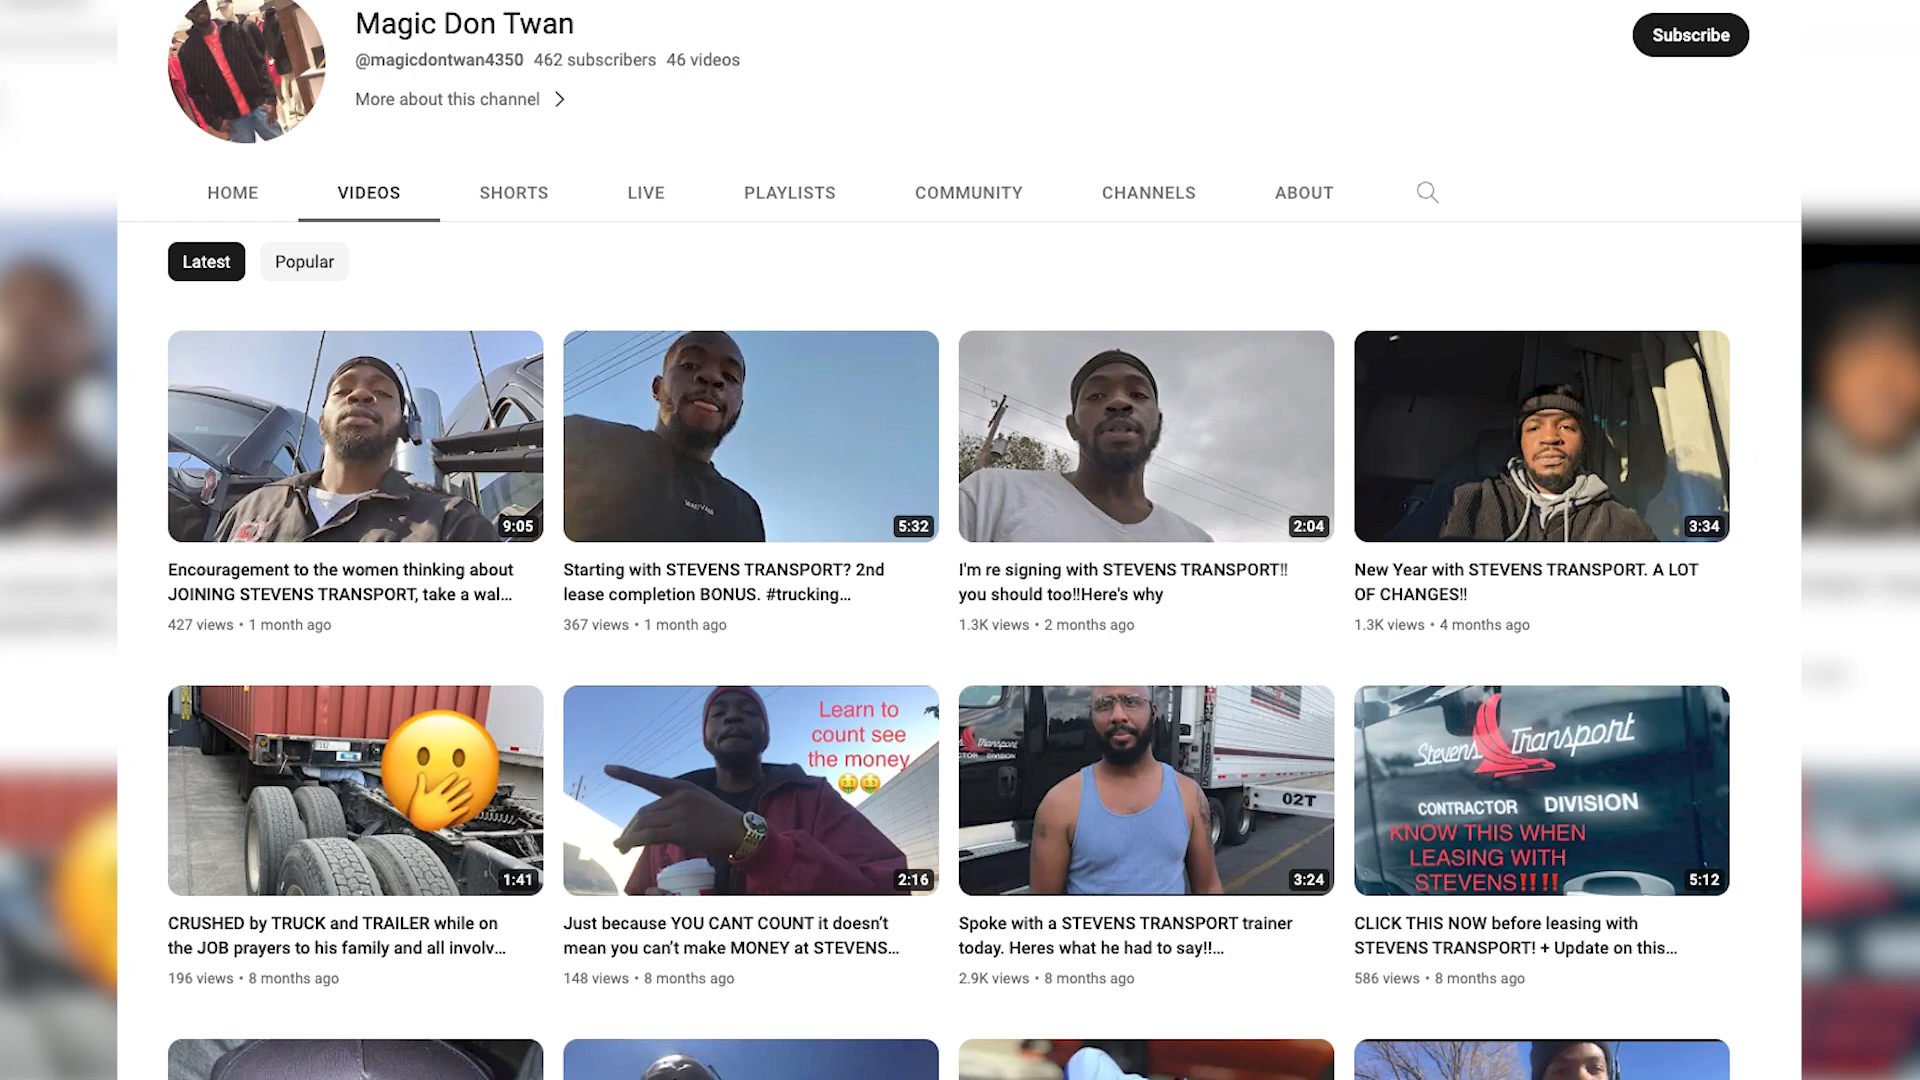 Magic Don Twan
@magicdontwan4350 462 subscribers 46 videos
More about this channel
Subscribe
HOME VIDEOS SHORTS LIVE PLAYLISTS COMMUNITY CHANNELS ABOUT
Latest Popular
9:05
5:32
2:04
3:34
Encouragement to the women thinking about
JOINING STEVENS TRANSPORT, take a wal...
427 views • 1 month ago
Starting with STEVENS TRANSPORT? 2nd
lease completion BONUS. #trucking...
367 views • 1 month ago
I'm re signing with STEVENS TRANSPORT!!
you should too!!Here's why
1.3K views • 2 months ago
New Year with STEVENS TRANSPORT. A LOT
OF CHANGES!!
1.3K views • 4 months ago
1:41
Learn to
count see
the money
2:16
Transport
DIVISION
02T
3:24
Stevens Transport
CONTRACTOR DIVISION
KNOW THIS WHEN
LEASING WITH
STEVENS!!!!
5:12
CRUSHED by TRUCK and TRAILER while on
the JOB prayers to his family and all involv...
196 views • 8 months ago
Just because YOU CANT COUNT it doesn't
mean you can't make MONEY at STEVENS...
148 views • 8 months ago
Spoke with a STEVENS TRANSPORT trainer
today. Heres what he had to say!!...
2.9K views • 8 months ago
CLICK THIS NOW before leasing with
STEVENS TRANSPORT! + Update on this...
586 views • 8 months ago